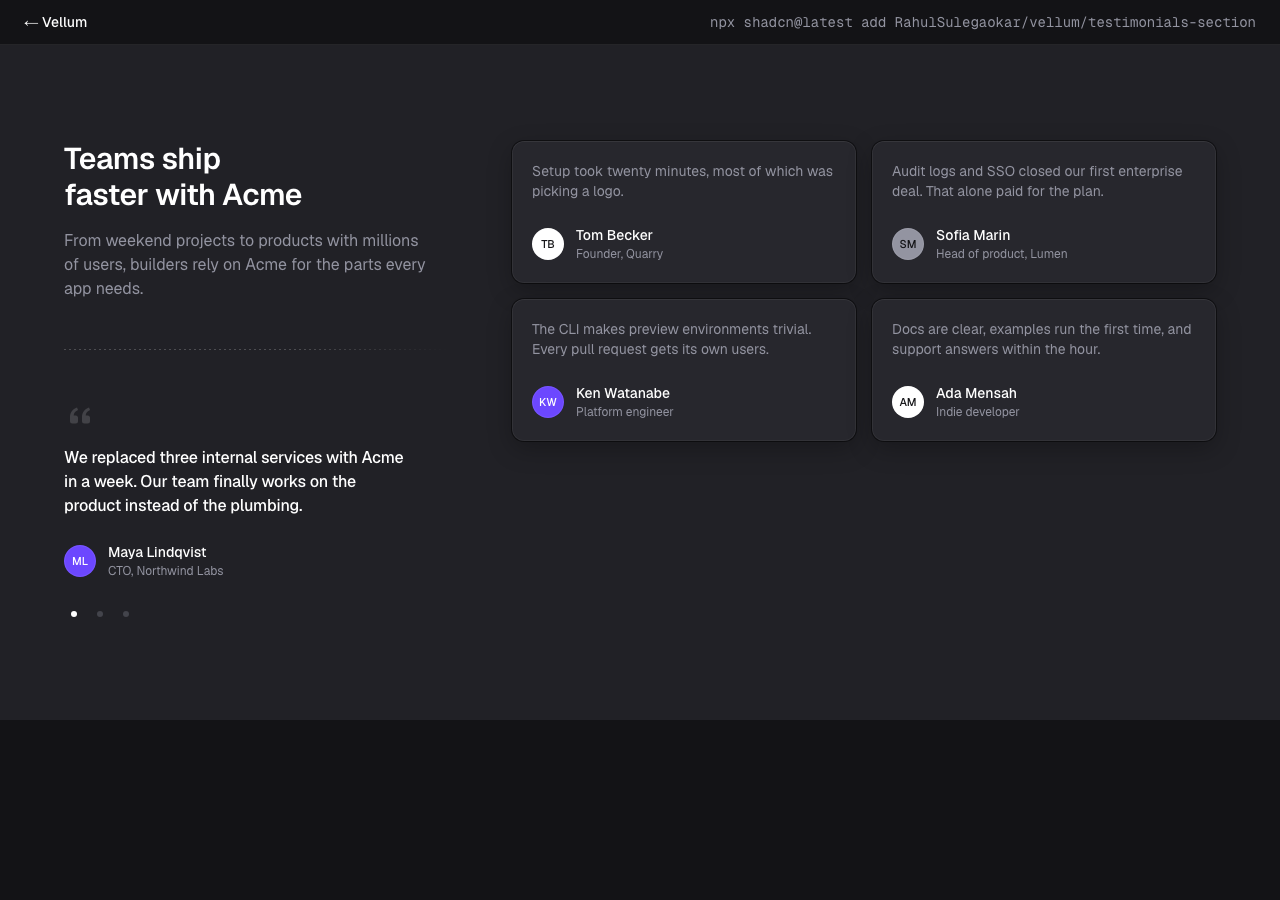 ← Vellum
npx shadcn@latest add RahulSulegaokar/vellum/testimonials-section
Teams ship
faster with Acme
From weekend projects to products with millions
of users, builders rely on Acme for the parts every
app needs.
“
We replaced three internal services with Acme
in a week. Our team finally works on the
product instead of the plumbing.
ML
Maya Lindqvist
CTO, Northwind Labs
Setup took twenty minutes, most of which was
picking a logo.
TB
Tom Becker
Founder, Quarry
Audit logs and SSO closed our first enterprise
deal. That alone paid for the plan.
SM
Sofia Marin
Head of product, Lumen
The CLI makes preview environments trivial.
Every pull request gets its own users.
KW
Ken Watanabe
Platform engineer
Docs are clear, examples run the first time, and
support answers within the hour.
AM
Ada Mensah
Indie developer